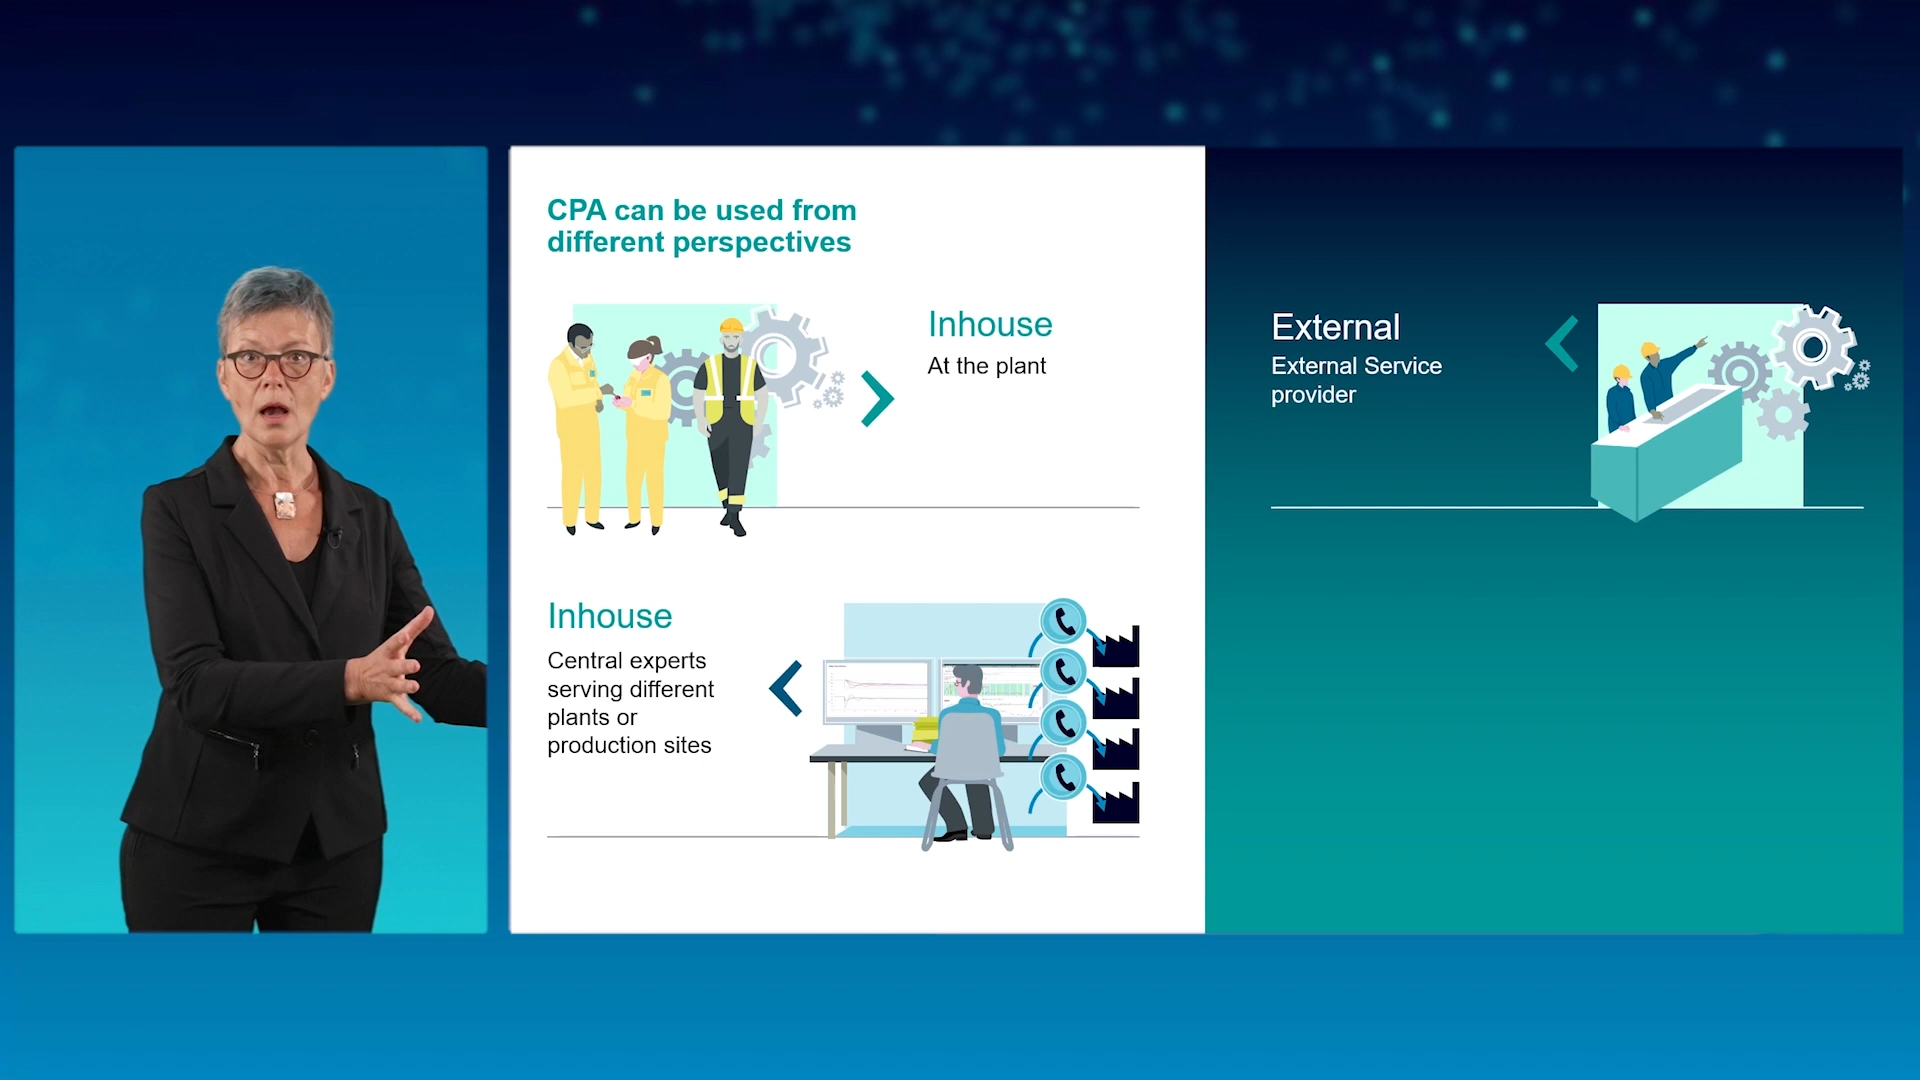 CPA can be used from
different perspectives
Inhouse
At the plant
Inhouse
Central experts
serving different
plants or
production sites
External
External Service
provider